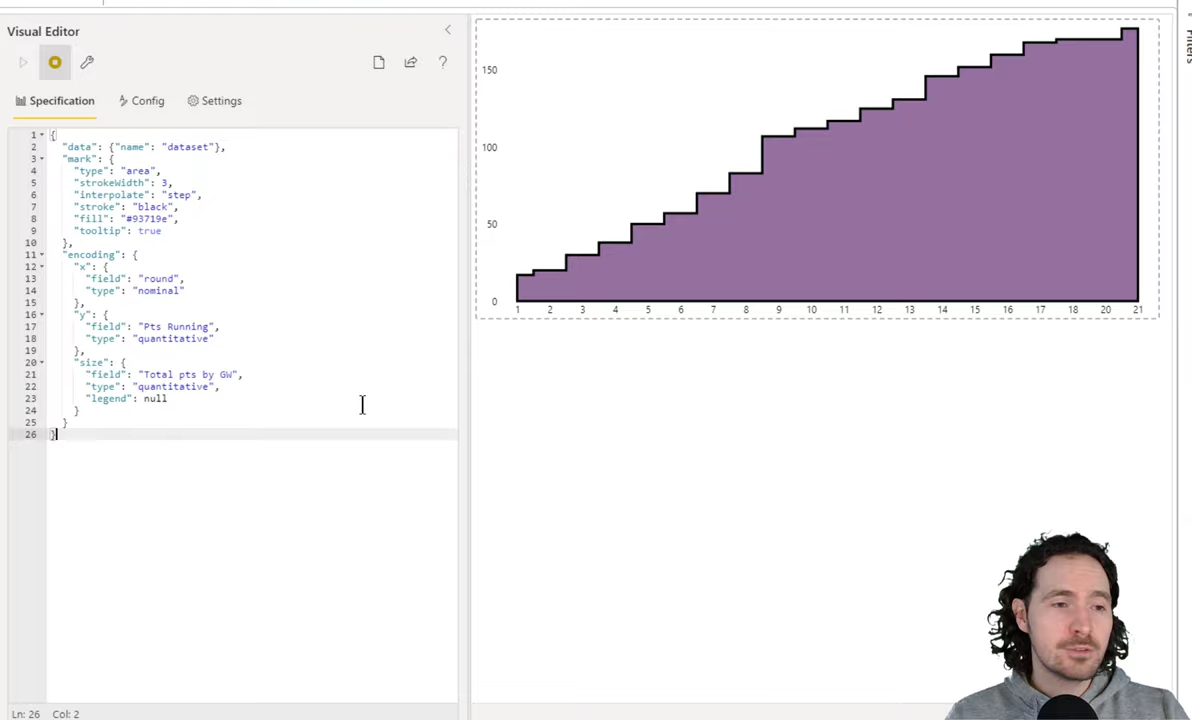 Visual Editor
Specification
Config
Settings
?
1 {
2 "data": {"name": "dataset"},
3 "mark": {
4 "type": "area",
5 "strokeWidth": 3,
6 "interpolate": "step",
7 "stroke": "black",
8 "fill": "#93719e",
9 "tooltip": true
10 },
11 "encoding": {
12 "x": {
13 "field": "round",
14 "type": "nominal"
15 },
16 "y": {
17 "field": "Pts Running",
18 "type": "quantitative"
19 },
20 "size": {
21 "field": "Total pts by GW",
22 "type": "quantitative",
23 "legend": null
24 }
25 }
26 }
Ln: 26 Col: 2
150
100
50
0
1 2 3 4 5 6 7 8 9 10 11 12 13 14 15 16 17 18 19 20 21
Filters